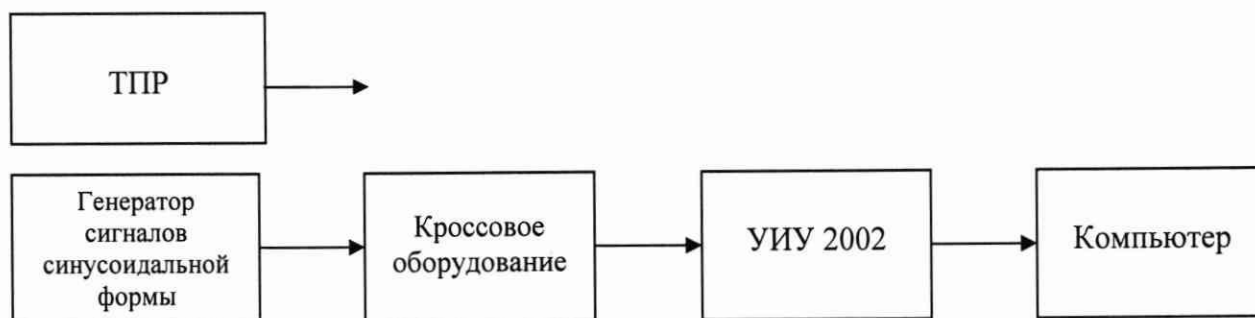 ТПР
Генератор
сигналов
синусоидальной
формы
Кроссовое
оборудование
УИУ 2002
Компьютер